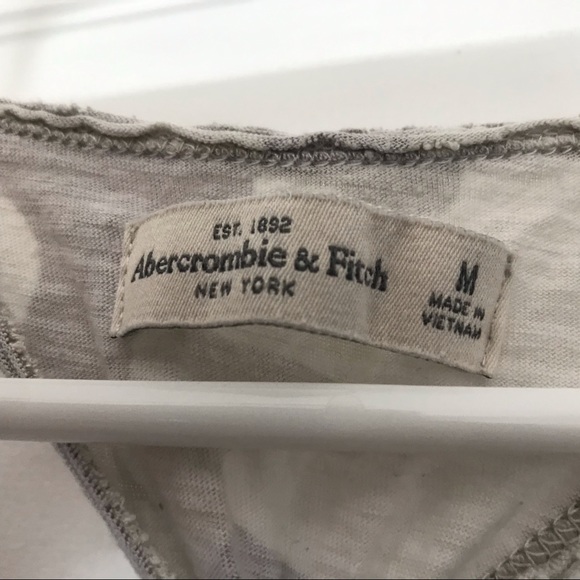 EST. 1892
Abercrombie & Fitch
NEW YORK
M
MADE IN
VIETNAM